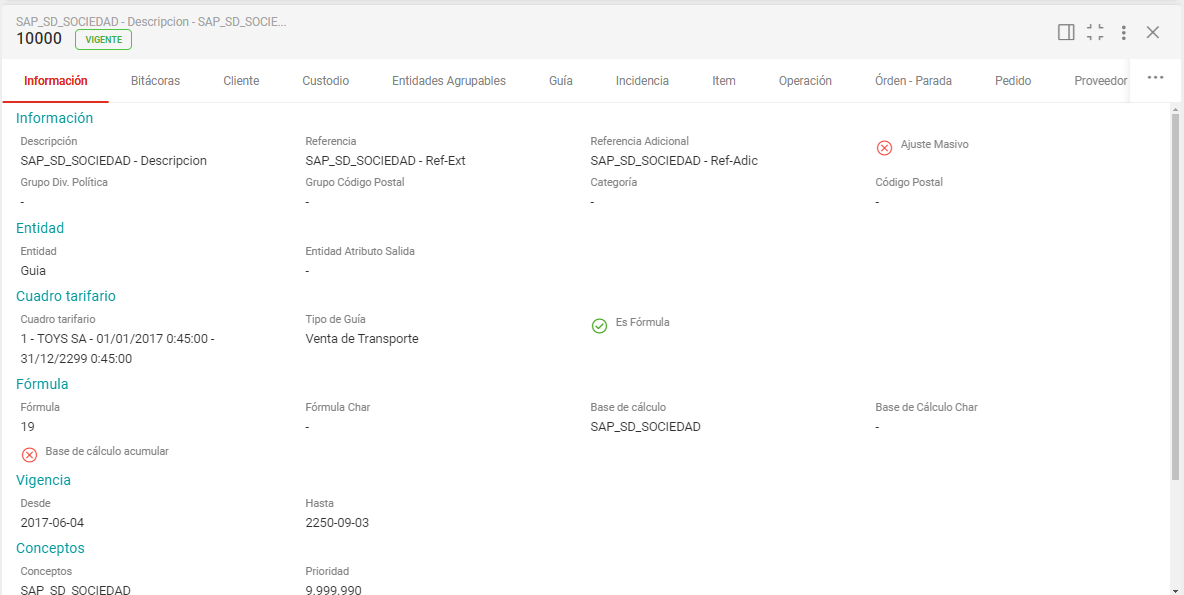 SAP_SD_SOCIEDAD - Descripcion - SAP_SD_SOCIE...
10000 VIGENTE
Información Bitácoras Cliente Custodio Entidades Agrupables Guía Incidencia Item Operación Órden - Parada Pedido Proveedor
Información
Descripción Referencia Referencia Adicional Ajuste Masivo
SAP_SD_SOCIEDAD - Descripcion SAP_SD_SOCIEDAD - Ref-Ext SAP_SD_SOCIEDAD - Ref-Adic
Grupo Div. Política Grupo Código Postal Categoría Código Postal
- - - -
Entidad
Entidad Entidad Atributo Salida
Guia -
Cuadro tarifario
Cuadro tarifario Tipo de Guía Es Fórmula
1 - TOYS SA - 01/01/2017 0:45:00 - Venta de Transporte
31/12/2299 0:45:00
Fórmula
Fórmula Fórmula Char Base de cálculo Base de Cálculo Char
19 - SAP_SD_SOCIEDAD -
Base de cálculo acumular
Vigencia
Desde Hasta
2017-06-04 2250-09-03
Conceptos
Conceptos Prioridad
SAP_SD_SOCIEDAD 9.999.990